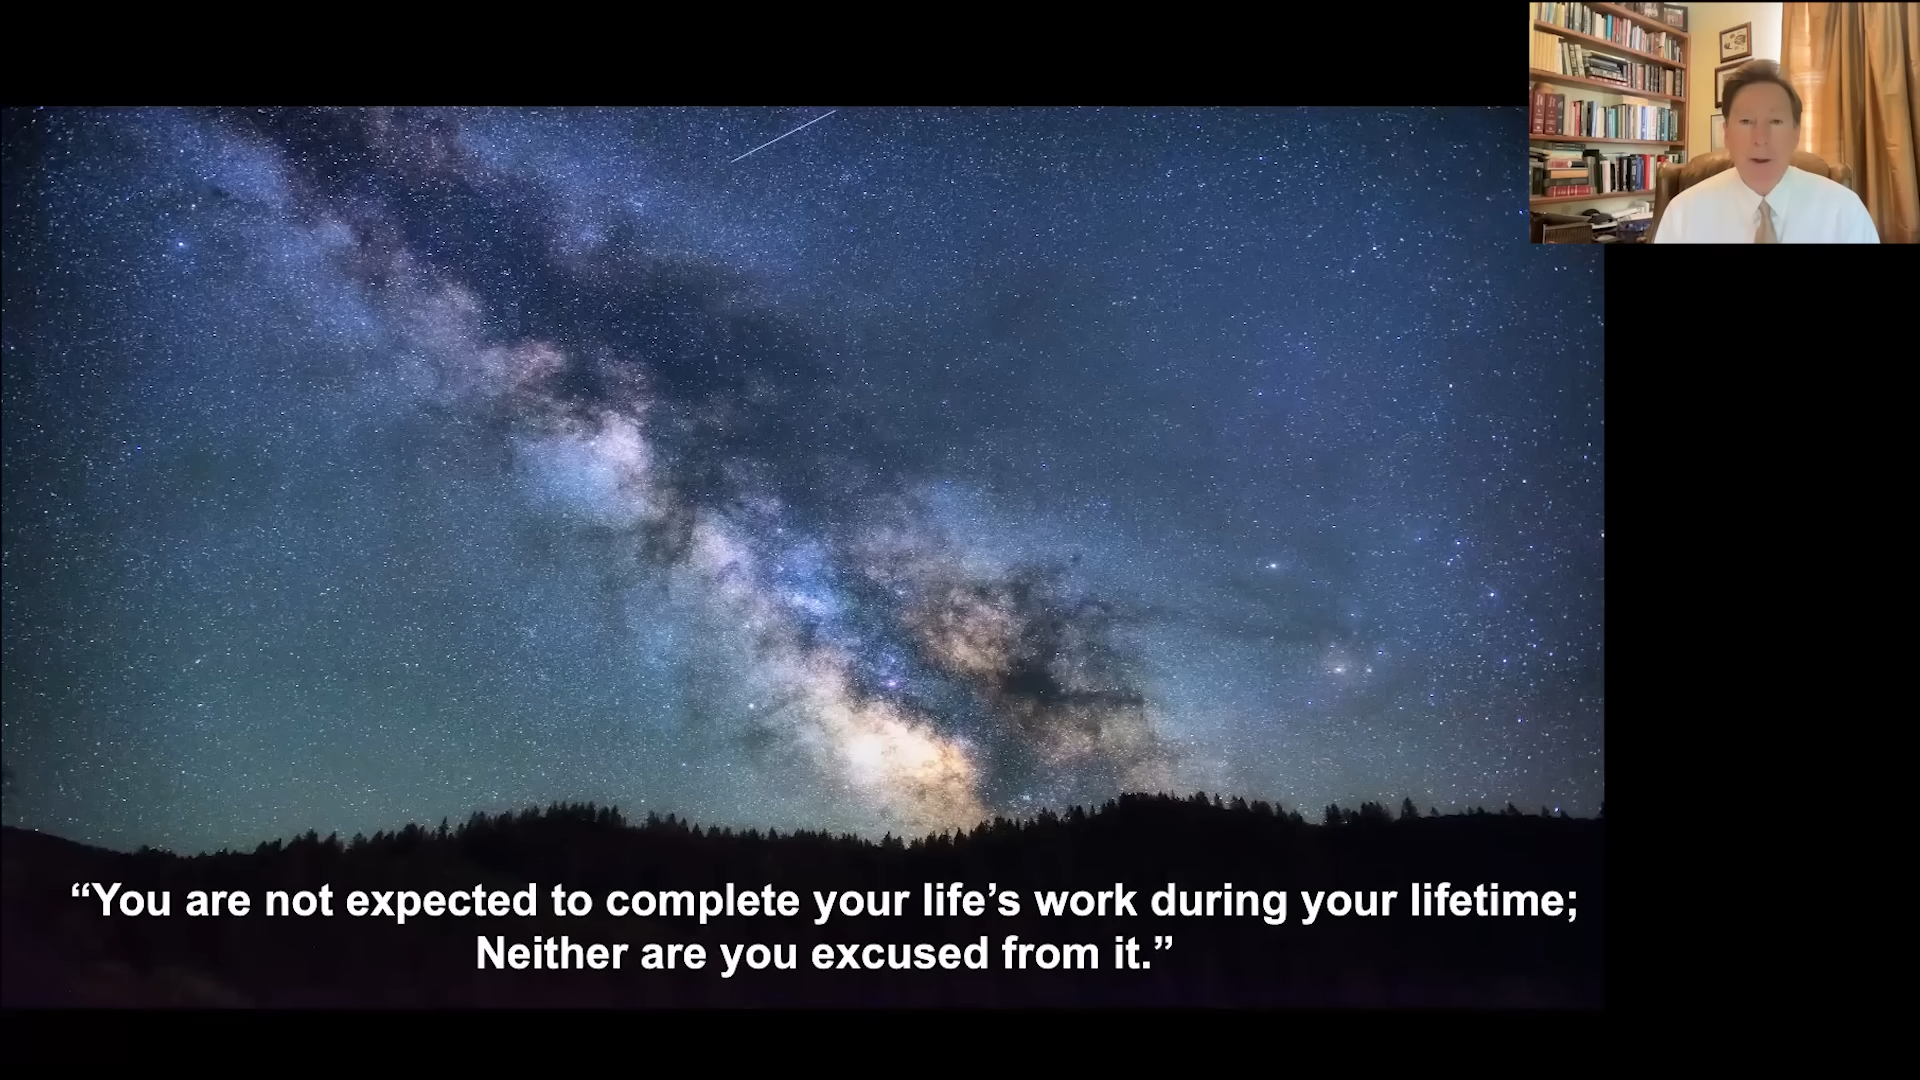 “You are not expected to complete your life’s work during your lifetime;
Neither are you excused from it.”